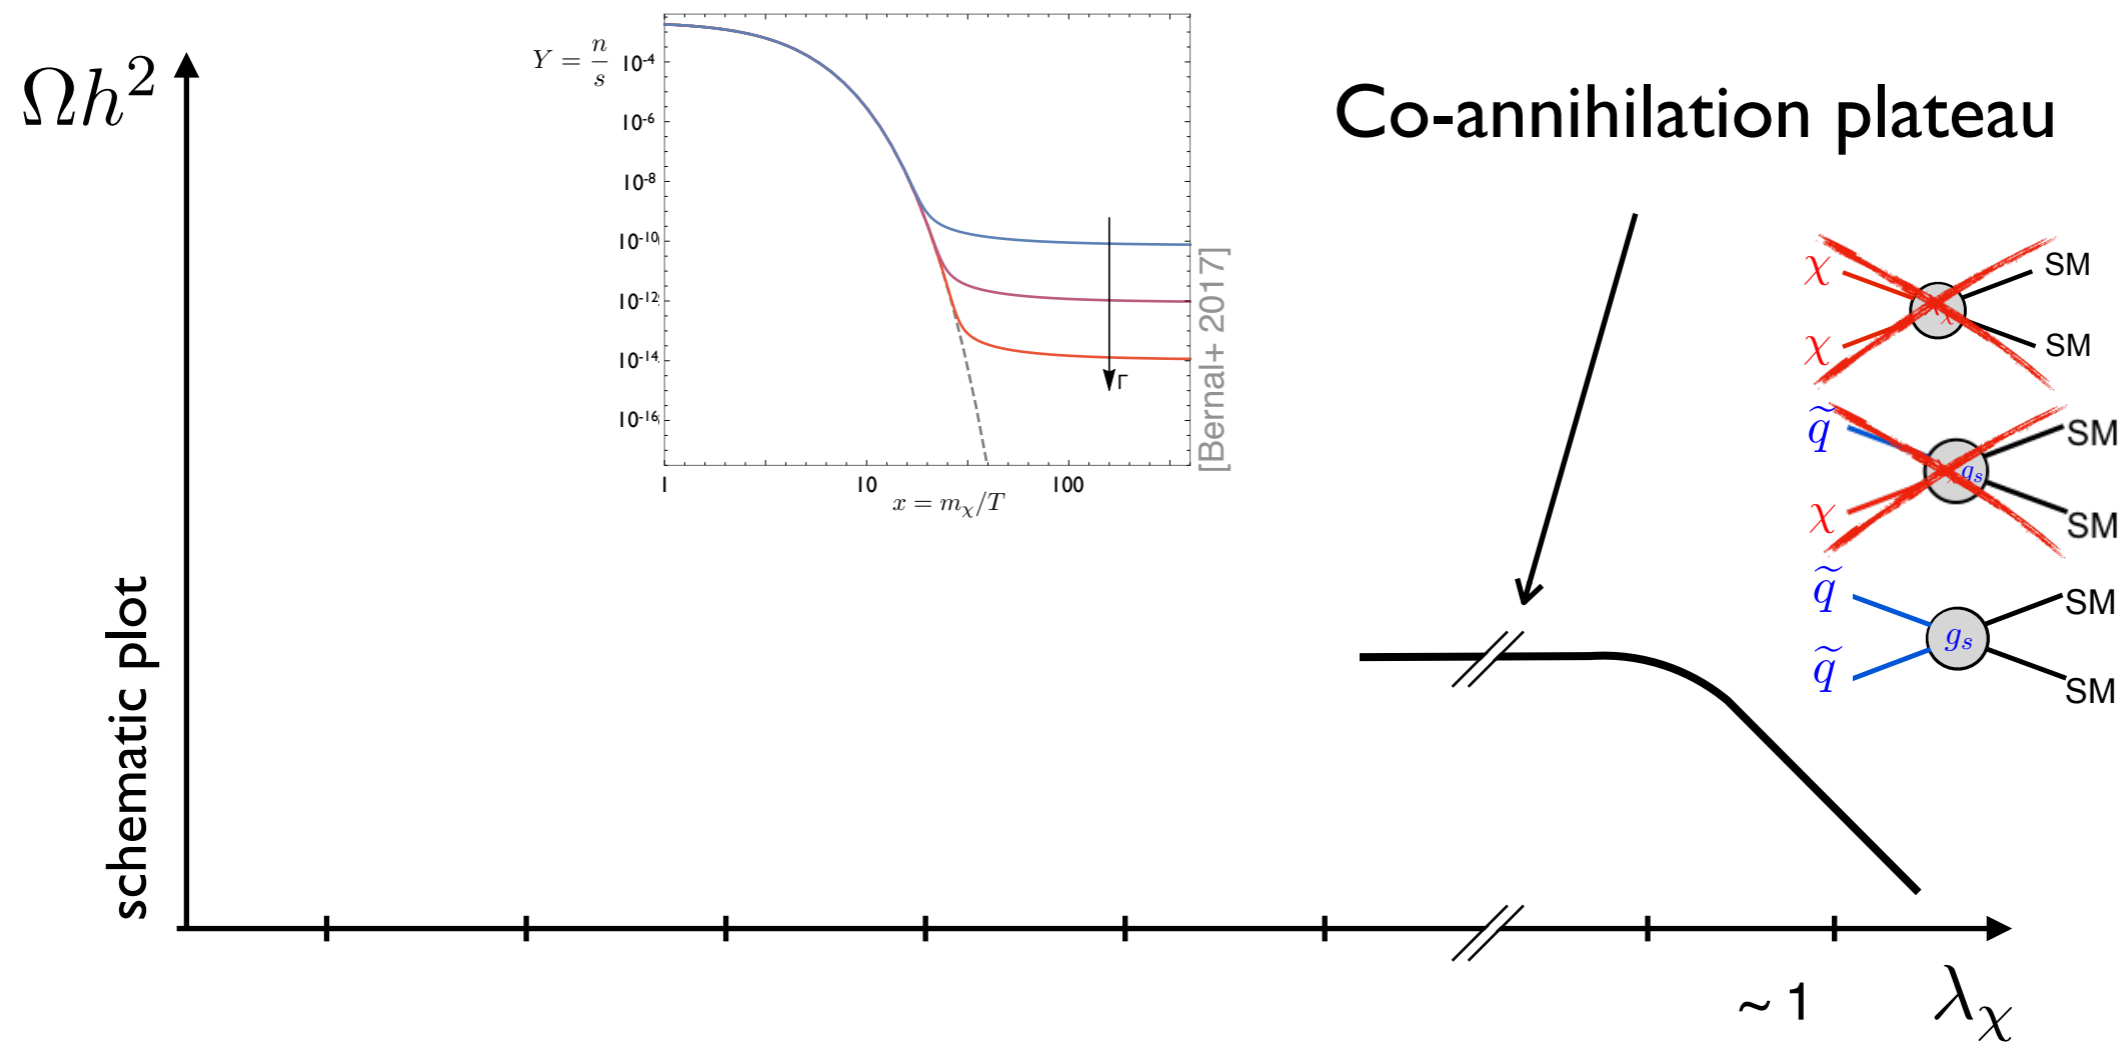 Ωh²
schematic plot
Y = n/s
10⁻⁴
10⁻⁶
10⁻⁸
10⁻¹⁰
10⁻¹²
10⁻¹⁴
10⁻¹⁶
Γ
1 10 100
x = m_χ/T
[Bernal+ 2017]
Co-annihilation plateau
χ SM
χ SM
q̃ SM
g_s
χ SM
q̃ SM
g_s
q̃ SM
~ 1
λ_χ